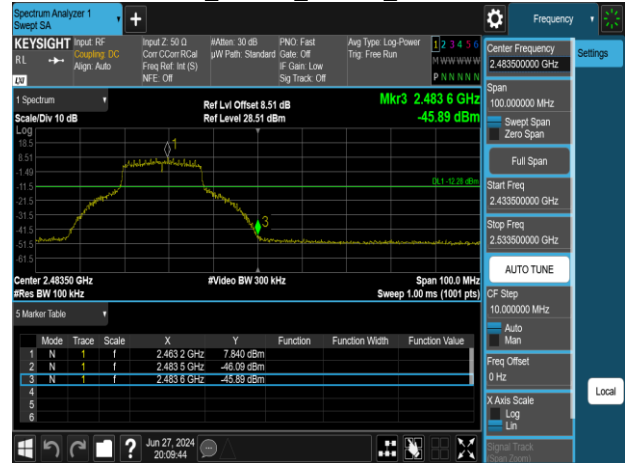 Spectrum Analyzer 1
Swept SA
+
Frequency
KEYSIGHT
RL
LXI
Input: RF
Coupling: DC
Align: Auto
Input Z: 50 Ω
Corr CCorr RCal
Freq Ref: Int (S)
NFE: Off
#Atten: 30 dB
µW Path: Standard
PNO: Fast
Gate: Off
IF Gain: Low
Sig Track: Off
Avg Type: Log-Power
Trig: Free Run
1 2 3 4 5 6
M W W W W W
P N N N N N
1 Spectrum
Scale/Div 10 dB
Ref Lvl Offset 8.51 dB
Ref Level 28.51 dBm
Mkr3 2.483 6 GHz
-45.89 dBm
Log
18.5
8.51
-1.49
-11.5
-21.5
-31.5
-41.5
-51.5
-61.5
1
3
DL1 -12.28 dBm
Center 2.48350 GHz
#Res BW 100 kHz
#Video BW 300 kHz
Span 100.0 MHz
Sweep 1.00 ms (1001 pts)
5 Marker Table
Mode Trace Scale X Y Function Function Width Function Value
1 N 1 f 2.463 2 GHz 7.840 dBm
2 N 1 f 2.483 5 GHz -46.09 dBm
3 N 1 f 2.483 6 GHz -45.89 dBm
4
5
6
?
Jun 27, 2024
20:09:44
Center Frequency
2.483500000 GHz
Span
100.000000 MHz
Swept Span
Zero Span
Full Span
Start Freq
2.433500000 GHz
Stop Freq
2.533500000 GHz
AUTO TUNE
CF Step
10.000000 MHz
Auto
Man
Freq Offset
0 Hz
X Axis Scale
Log
Lin
Signal Track
(Span Zoom)
Settings
Local